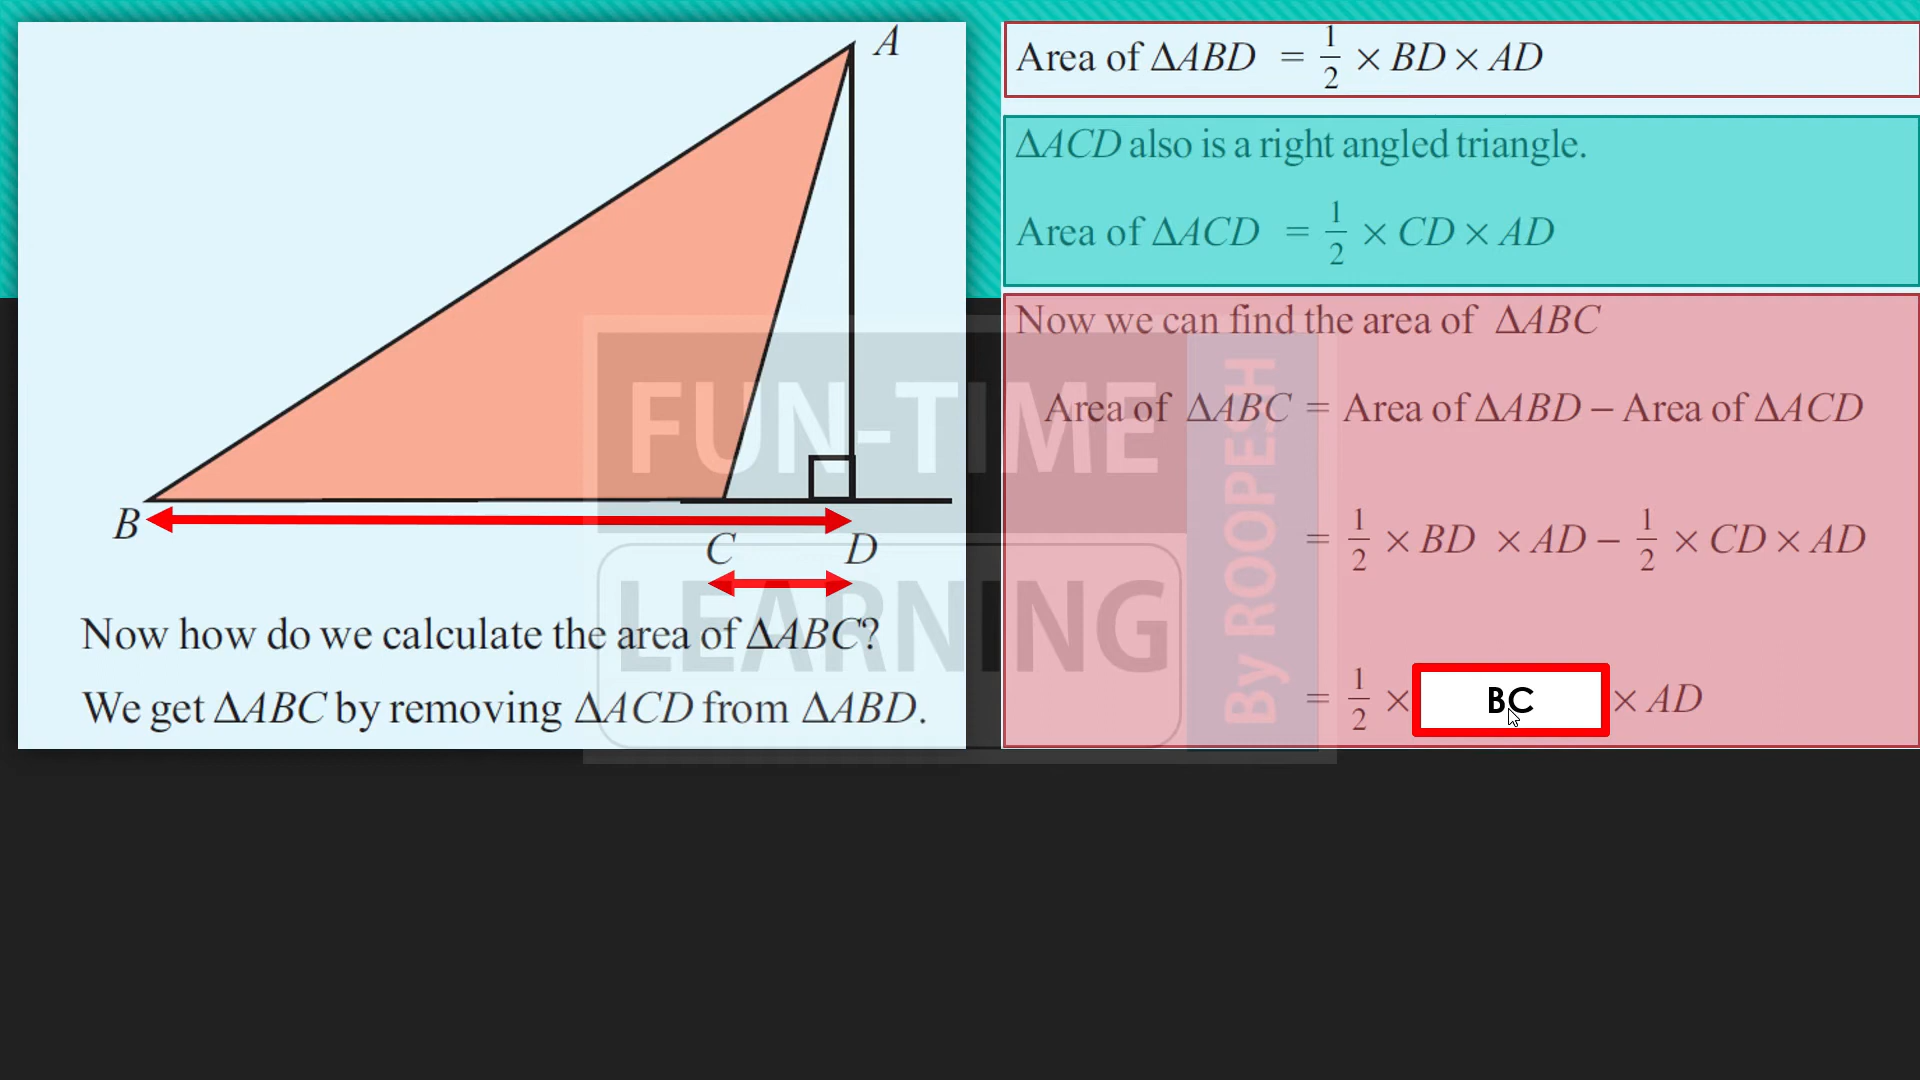 A
B
C
D
Now how do we calculate the area of ΔABC?
We get ΔABC by removing ΔACD from ΔABD.
Area of ΔABD = 1/2 × BD × AD
ΔACD also is a right angled triangle.
Area of ΔACD = 1/2 × CD × AD
Now we can find the area of ΔABC
Area of ΔABC = Area of ΔABD – Area of ΔACD
= 1/2 × BD × AD – 1/2 × CD × AD
= 1/2 × BC × AD
FUN-TIME
LEARNING
By ROOPESH